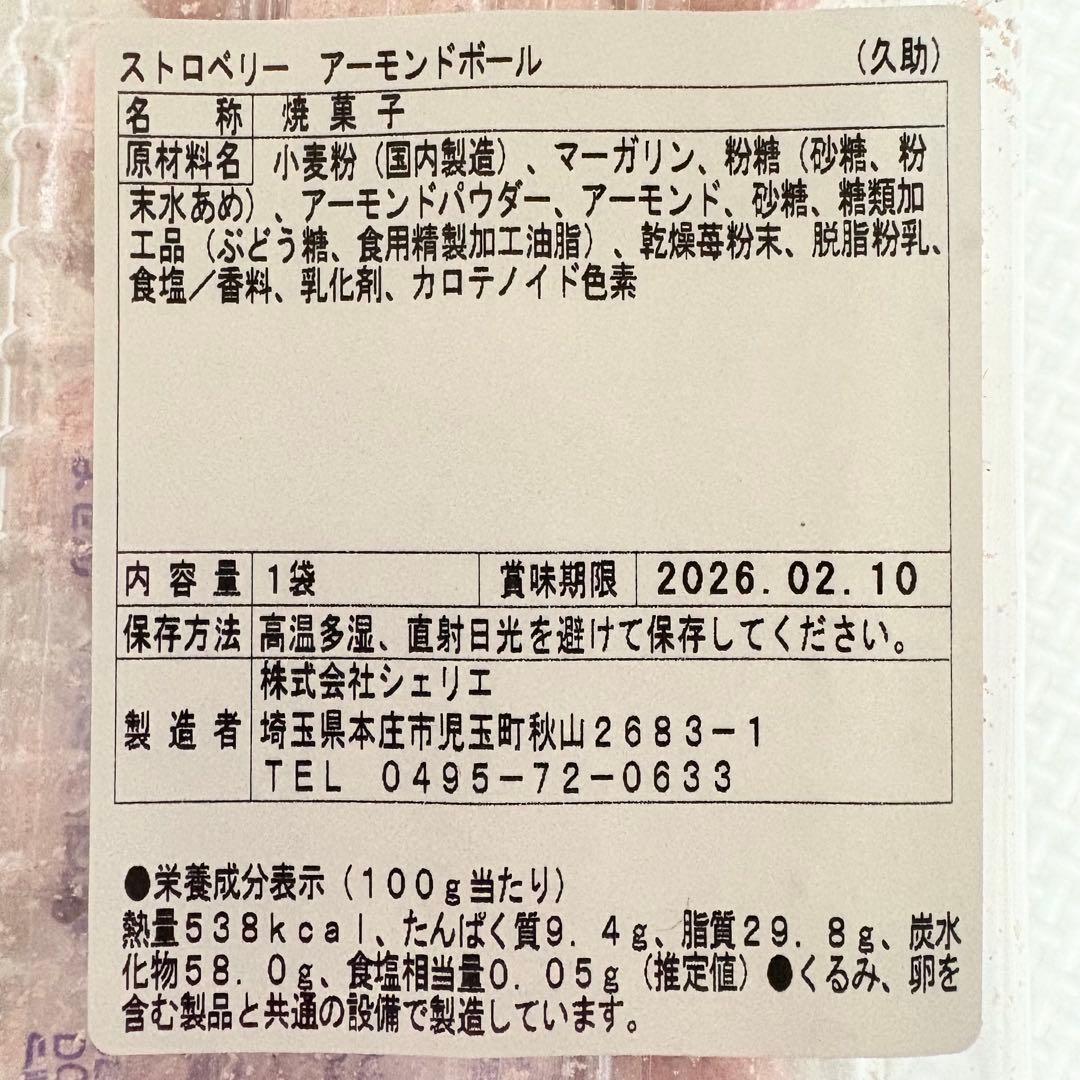 ストロベリー　アーモンドボール　（久助）
名称　焼菓子
原材料名　小麦粉（国内製造）、マーガリン、粉糖（砂糖、粉
末水あめ）、アーモンドパウダー、アーモンド、砂糖、糖類加
工品（ぶどう糖、食用精製加工油脂）、乾燥苺粉末、脱脂粉乳、
食塩／香料、乳化剤、カロテノイド色素
内容量　1袋　賞味期限　2026.02.10
保存方法　高温多湿、直射日光を避けて保存してください。
株式会社シェリエ
製造者　埼玉県本庄市児玉町秋山２６８３－１
ＴＥＬ　０４９５－７２－０６３３
●栄養成分表示（１００ｇ当たり）
熱量５３８ｋｃａｌ、たんぱく質９．４ｇ、脂質２９．８ｇ、炭水
化物５８．０ｇ、食塩相当量０．０５ｇ（推定値）●くるみ、卵を
含む製品と共通の設備で製造しています。